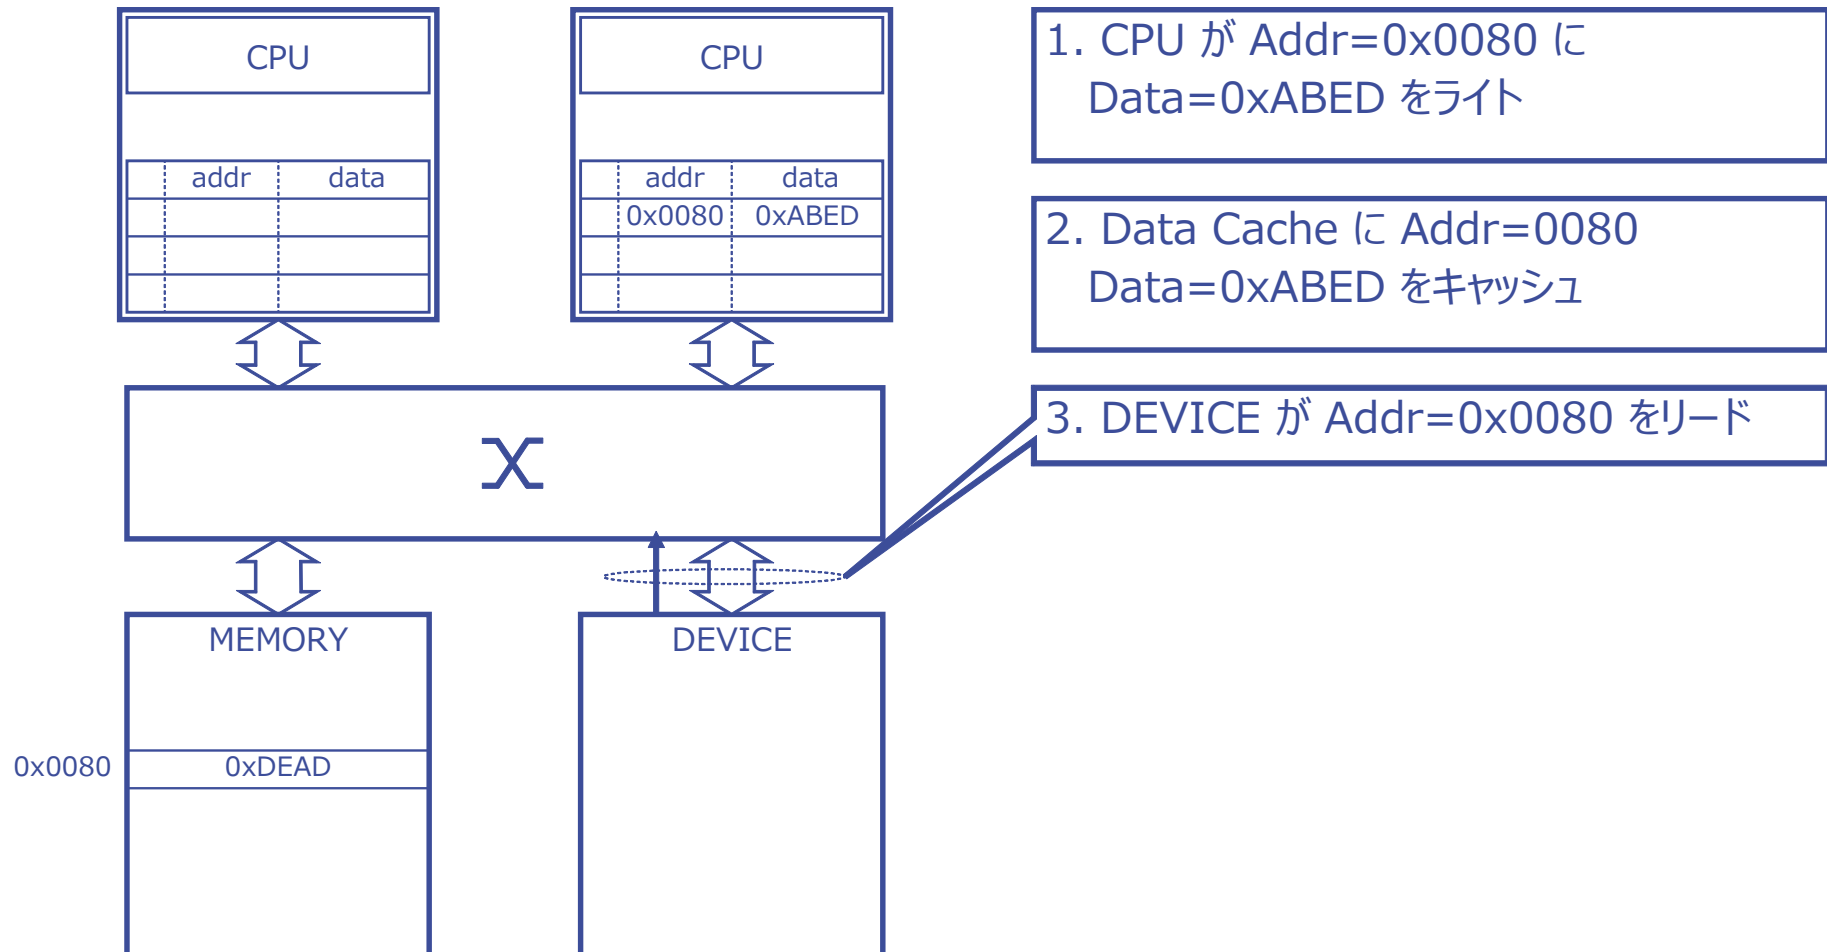 CPU
addr data
CPU
addr data
0x0080 0xABED
MEMORY
0x0080 0xDEAD
DEVICE
1. CPU が Addr=0x0080 に
Data=0xABED をライト
2. Data Cache に Addr=0080
Data=0xABED をキャッシュ
3. DEVICE が Addr=0x0080 をリード